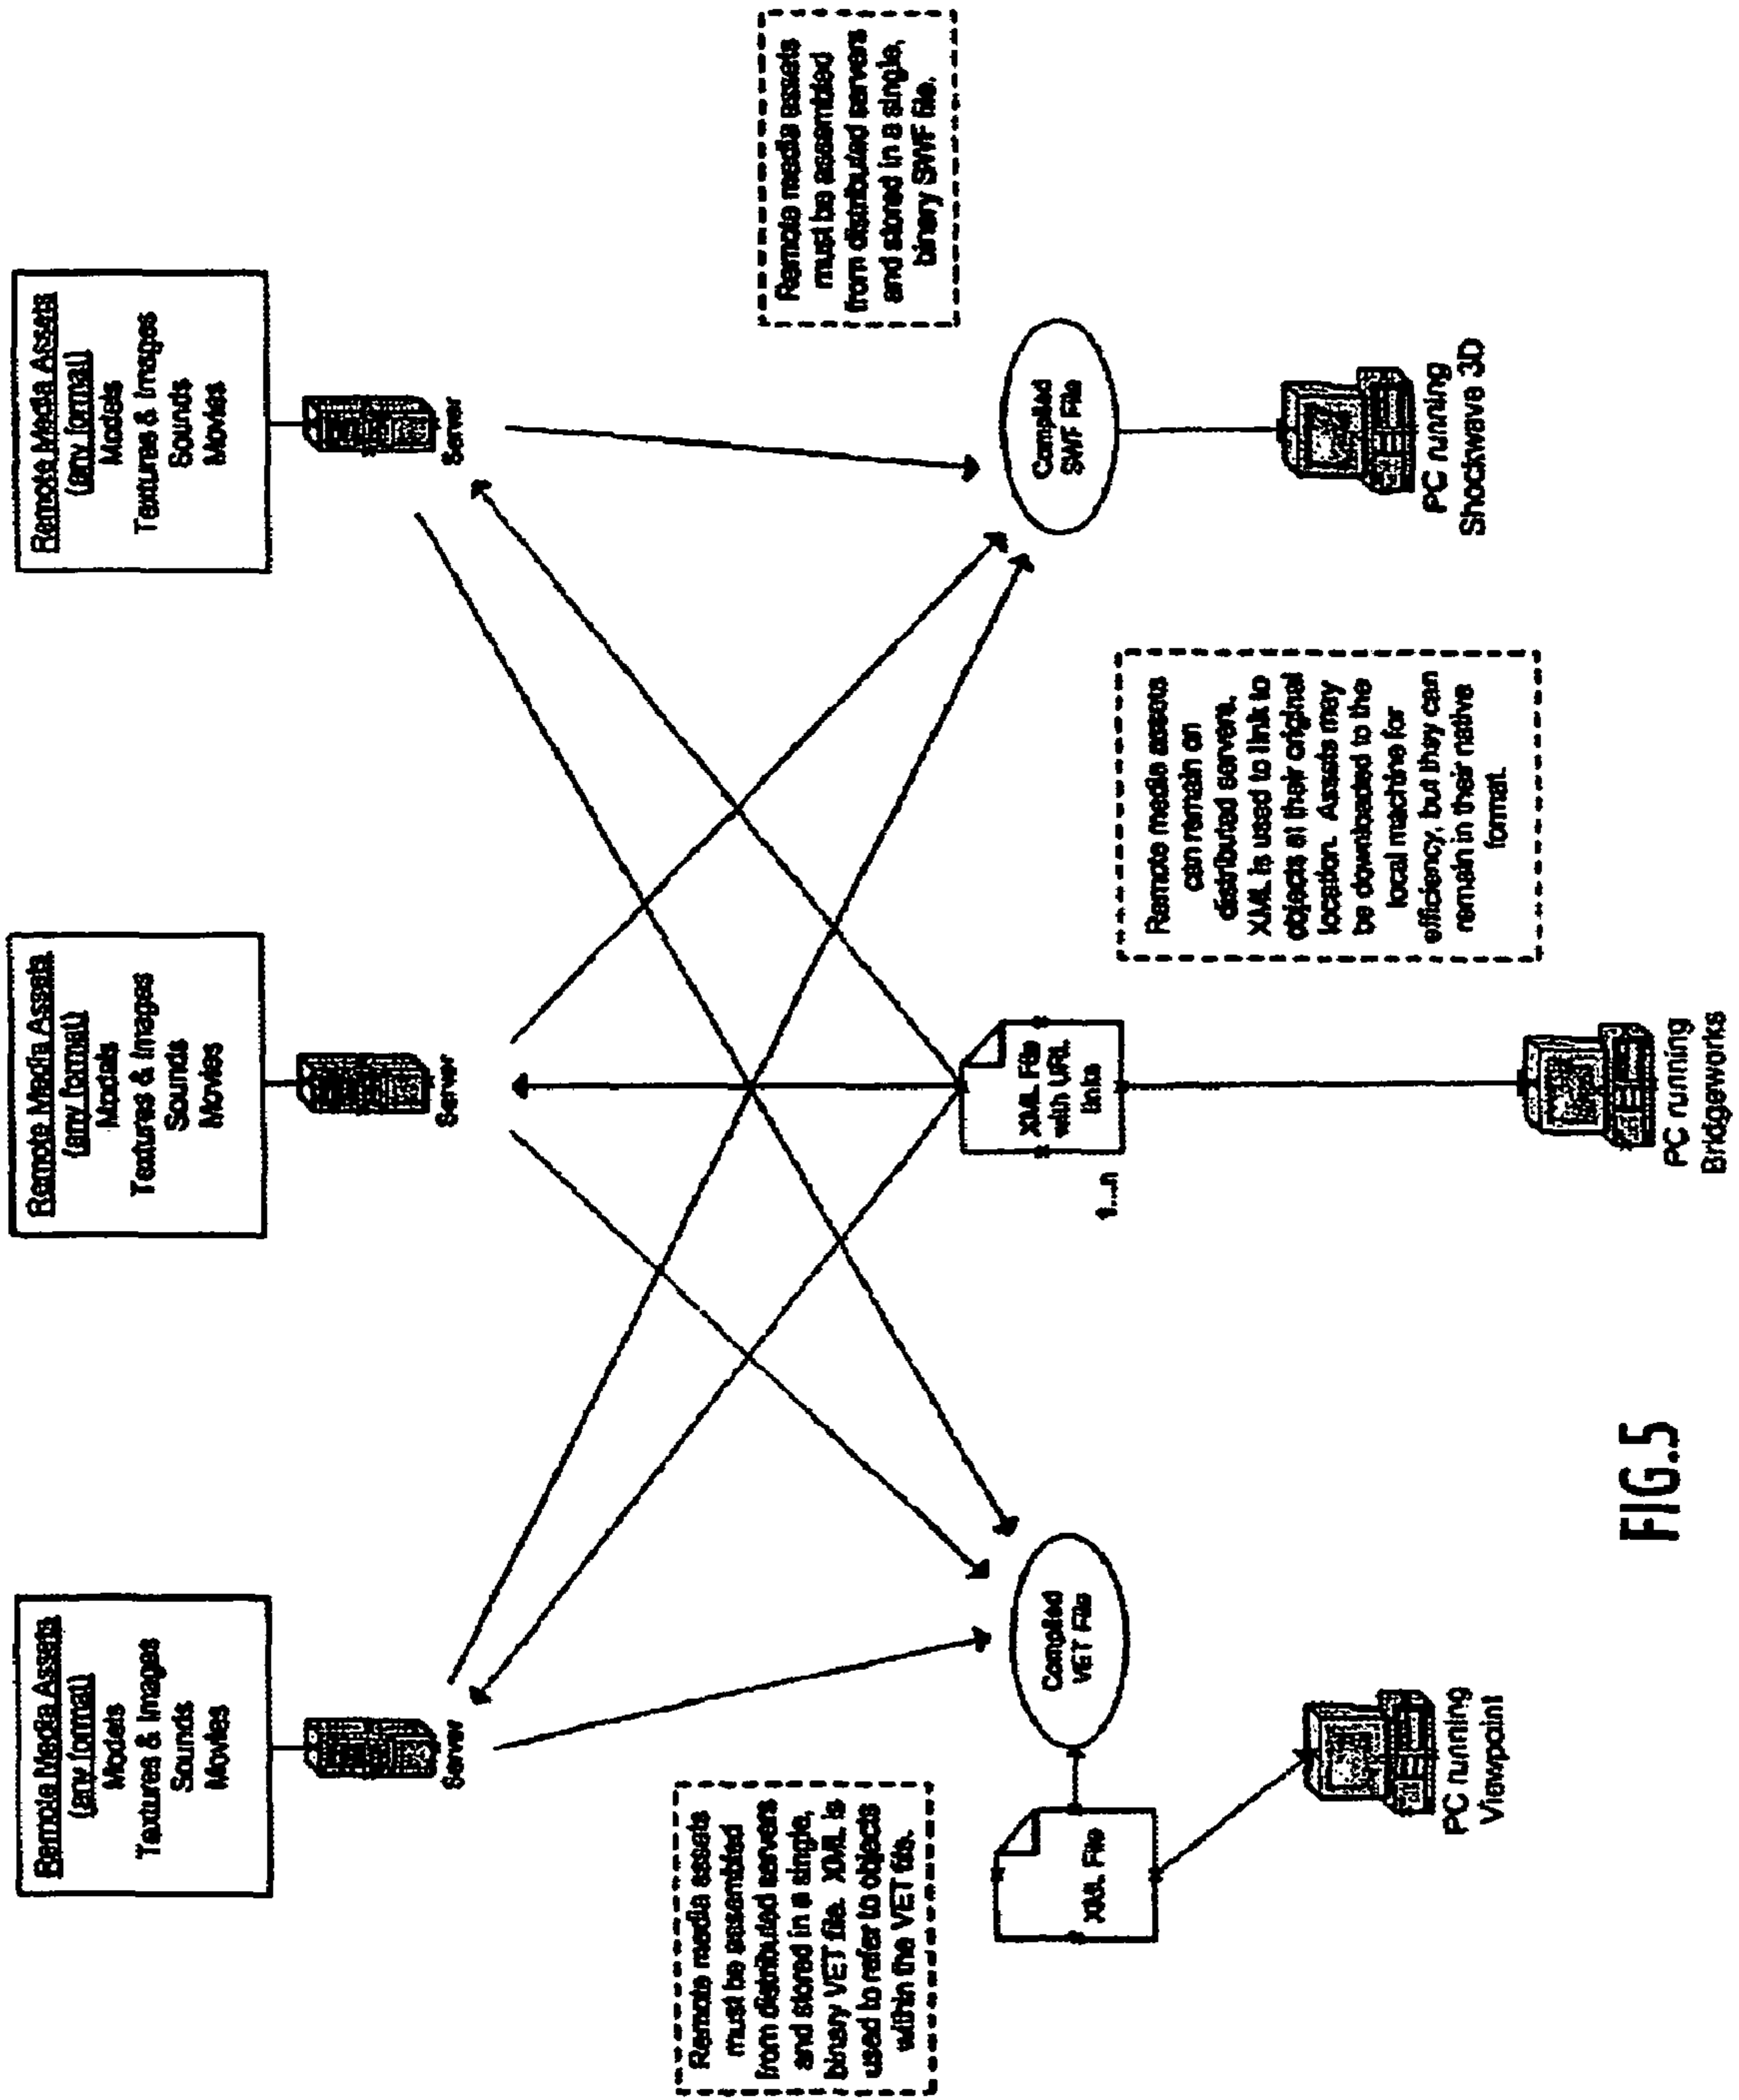 Remote Media Assets
(any format)
Models
Textures & Images
Sounds
Movies
Server
Remote Media Assets
(any format)
Models
Textures & Images
Sounds
Movies
Server
Remote Media Assets
(any format)
Models
Textures & Images
Sounds
Movies
Server
Remote media assets
must be assembled
from distributed servers
and stored in a single,
binary VET file. XML is
used to refer to objects
within the VET file.
XML File
Compiled
VET File
PC running
Viewpoint
1...n
XML File
with URL
links
PC running
Bridgeworks
Remote media assets
can remain on
distributed servers.
XML is used to link to
objects at their original
location. Assets may
be downloaded to the
local machine for
efficiency, but they can
remain in their native
format.
Remote media assets
must be assembled
from distributed servers
and stored in a single,
binary SWF file.
Compiled
SWF File
PC running
Shockwave 3D
FIG.5